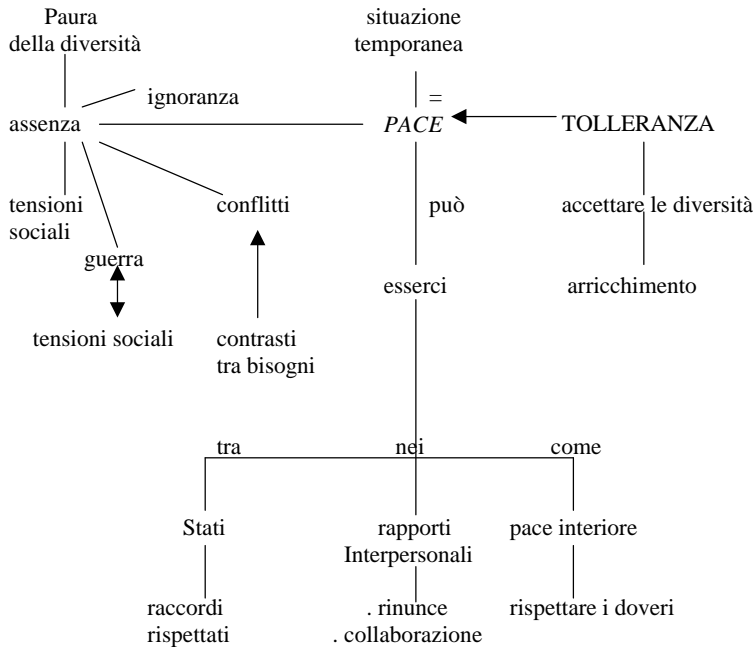 Paura
della diversità
situazione
temporanea
ignoranza
=
assenza
PACE
TOLLERANZA
tensioni
sociali
conflitti
può
accettare le diversità
guerra
esserci
arricchimento
tensioni sociali
contrasti
tra bisogni
tra
nei
come
Stati
rapporti
Interpersonali
pace interiore
raccordi
rispettati
. rinunce
. collaborazione
rispettare i doveri